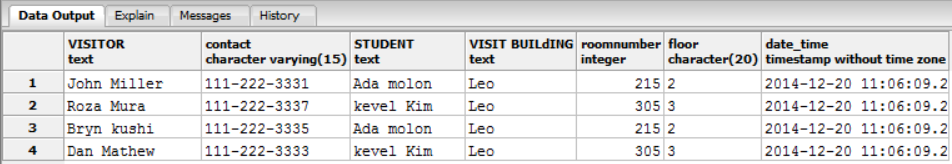 Data Output Explain Messages History
VISITOR contact STUDENT VISIT BUILdING roomnumber floor date_time
text character varying(15) text text integer character(20) timestamp without time zone
1 John Miller 111-222-3331 Ada molon Leo 215 2 2014-12-20 11:06:09.2
2 Roza Mura 111-222-3337 kevel Kim Leo 305 3 2014-12-20 11:06:09.2
3 Bryn kushi 111-222-3335 Ada molon Leo 215 2 2014-12-20 11:06:09.2
4 Dan Mathew 111-222-3333 kevel Kim Leo 305 3 2014-12-20 11:06:09.2